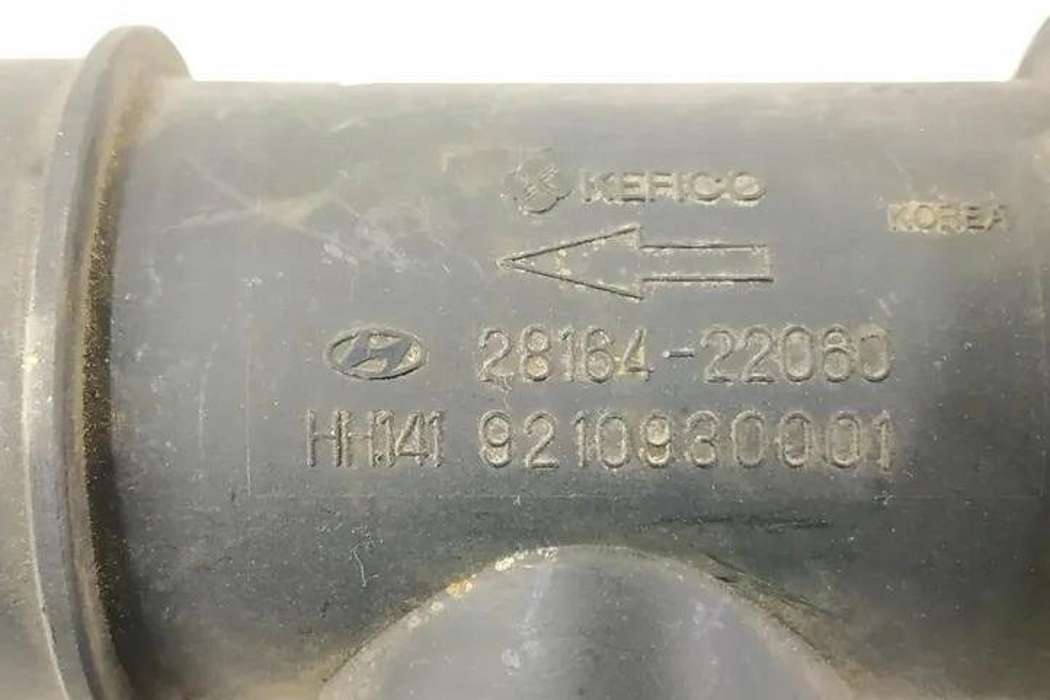 KEFICO
KOREA
28164-22060
HH141 9210930001